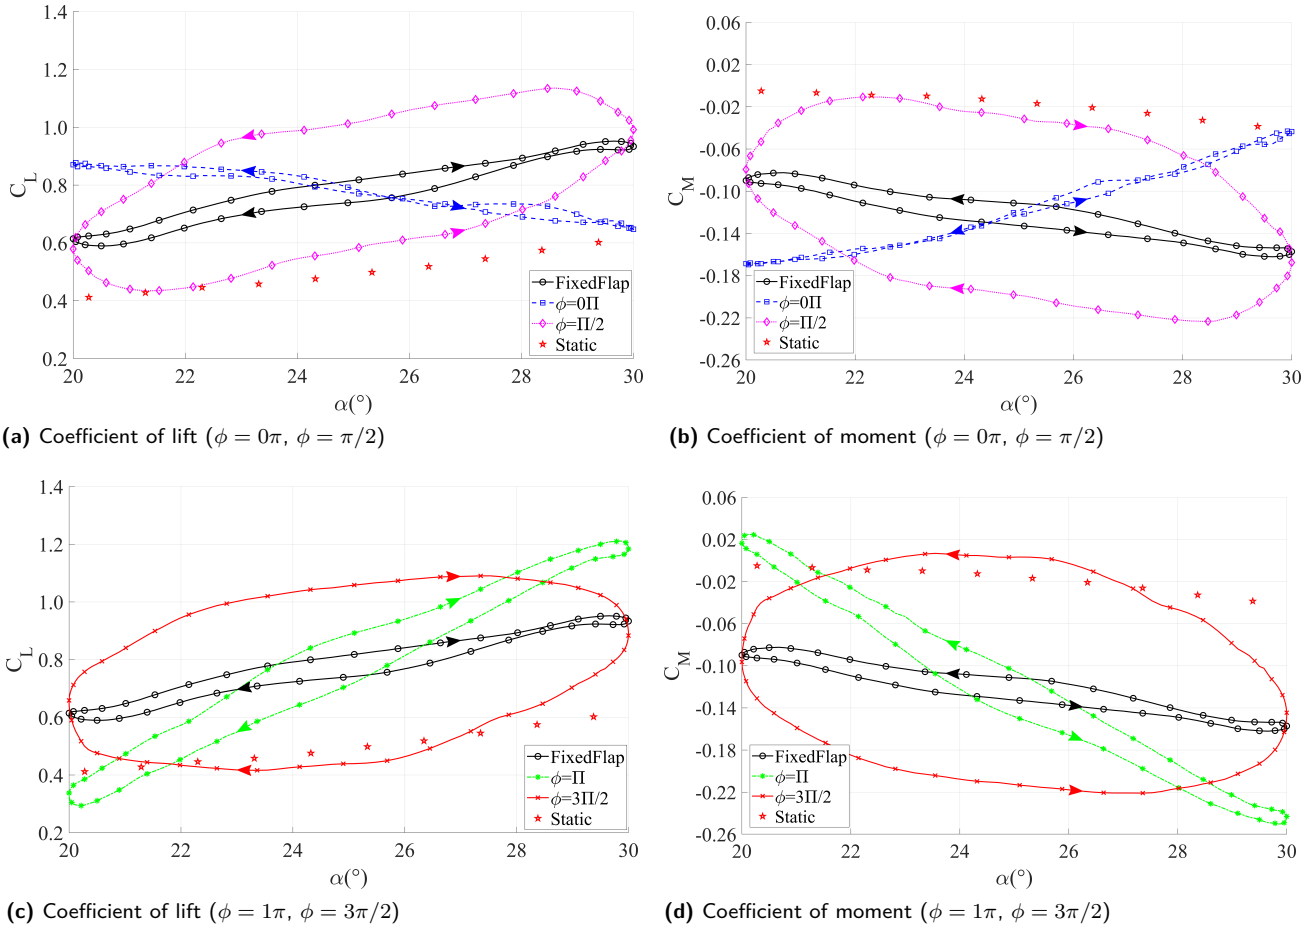 1.4
1.2
1.0
0.8
0.6
0.4
0.2
C_L
20 22 24 26 28 30
α(°)
FixedFlap
ϕ=0Π
ϕ=Π/2
Static
(a) Coefficient of lift (ϕ = 0π, ϕ = π/2)
0.06
0.02
-0.02
-0.06
-0.10
-0.14
-0.18
-0.22
-0.26
C_M
20 22 24 26 28 30
α(°)
FixedFlap
ϕ=0Π
ϕ=Π/2
Static
(b) Coefficient of moment (ϕ = 0π, ϕ = π/2)
1.4
1.2
1.0
0.8
0.6
0.4
0.2
C_L
20 22 24 26 28 30
α(°)
FixedFlap
ϕ=Π
ϕ=3Π/2
Static
(c) Coefficient of lift (ϕ = 1π, ϕ = 3π/2)
0.06
0.02
-0.02
-0.06
-0.10
-0.14
-0.18
-0.22
-0.26
C_M
20 22 24 26 28 30
α(°)
FixedFlap
ϕ=Π
ϕ=3Π/2
Static
(d) Coefficient of moment (ϕ = 1π, ϕ = 3π/2)